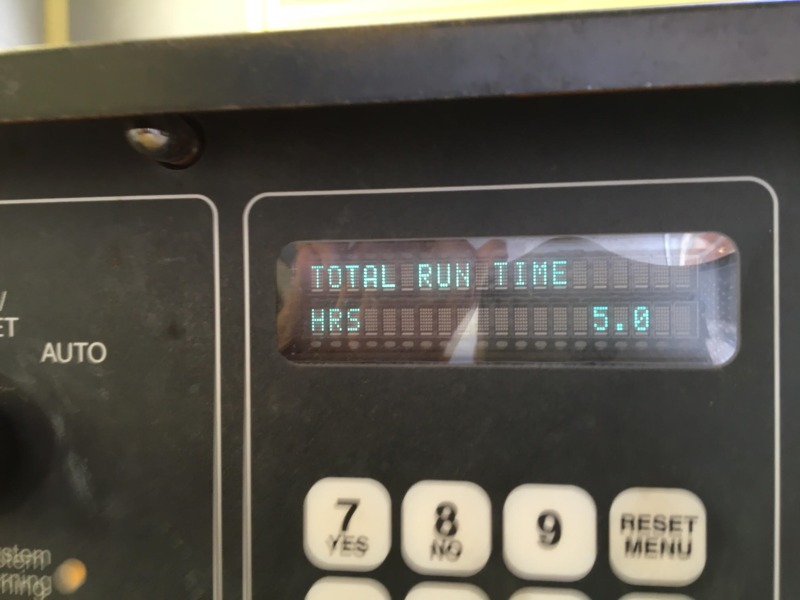 TOTAL RUN TIME
HRS 5.0
AUTO
7
YES
8
NO
9
RESET
MENU